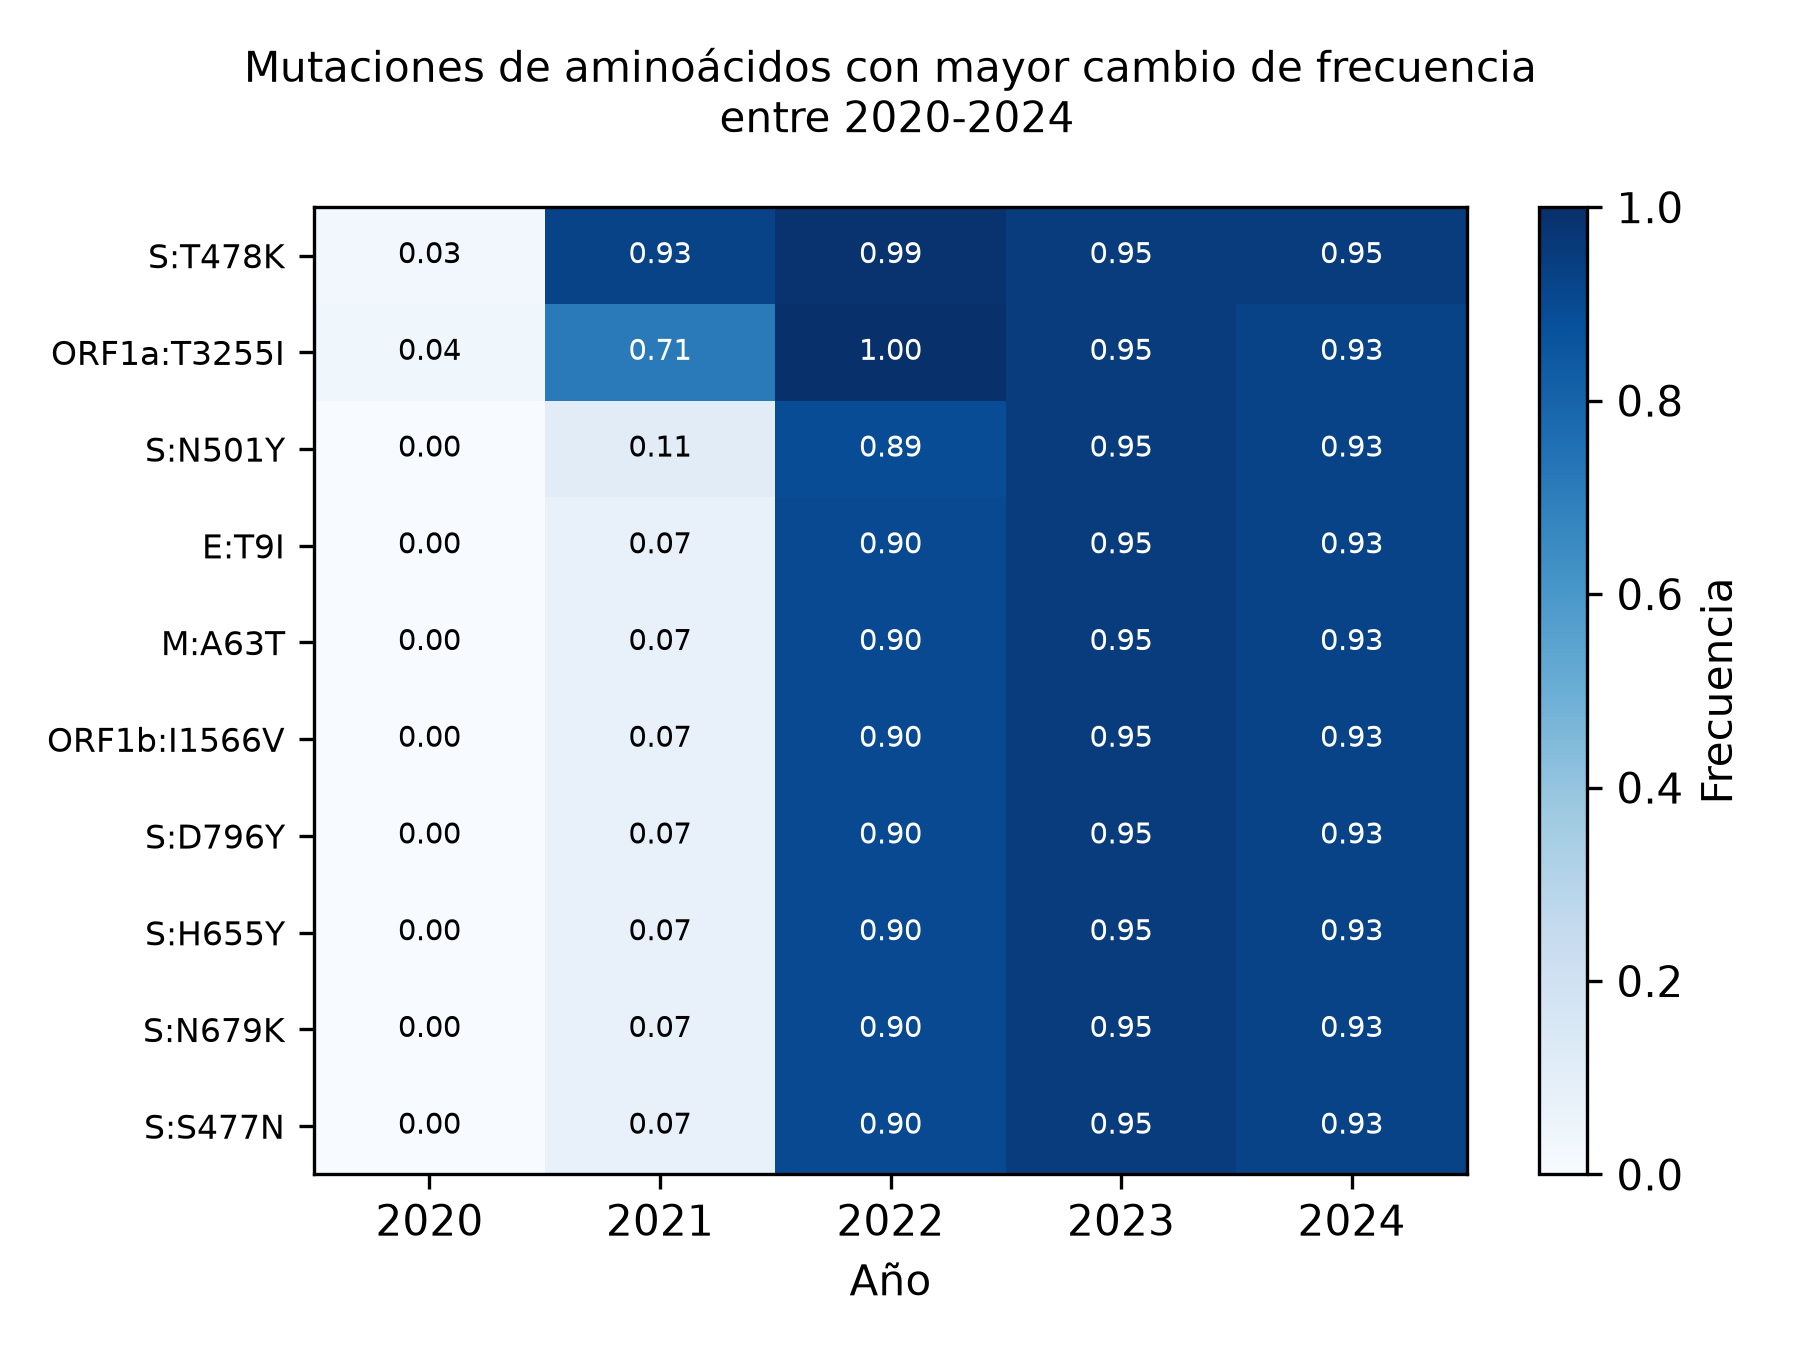 Mutaciones de aminoácidos con mayor cambio de frecuencia
entre 2020-2024
S:T478K 0.03 0.93 0.99 0.95 0.95
ORF1a:T3255I 0.04 0.71 1.00 0.95 0.93
S:N501Y 0.00 0.11 0.89 0.95 0.93
E:T9I 0.00 0.07 0.90 0.95 0.93
M:A63T 0.00 0.07 0.90 0.95 0.93
ORF1b:I1566V 0.00 0.07 0.90 0.95 0.93
S:D796Y 0.00 0.07 0.90 0.95 0.93
S:H655Y 0.00 0.07 0.90 0.95 0.93
S:N679K 0.00 0.07 0.90 0.95 0.93
S:S477N 0.00 0.07 0.90 0.95 0.93
2020 2021 2022 2023 2024
Año
1.0
0.8
0.6
0.4
0.2
0.0
Frecuencia